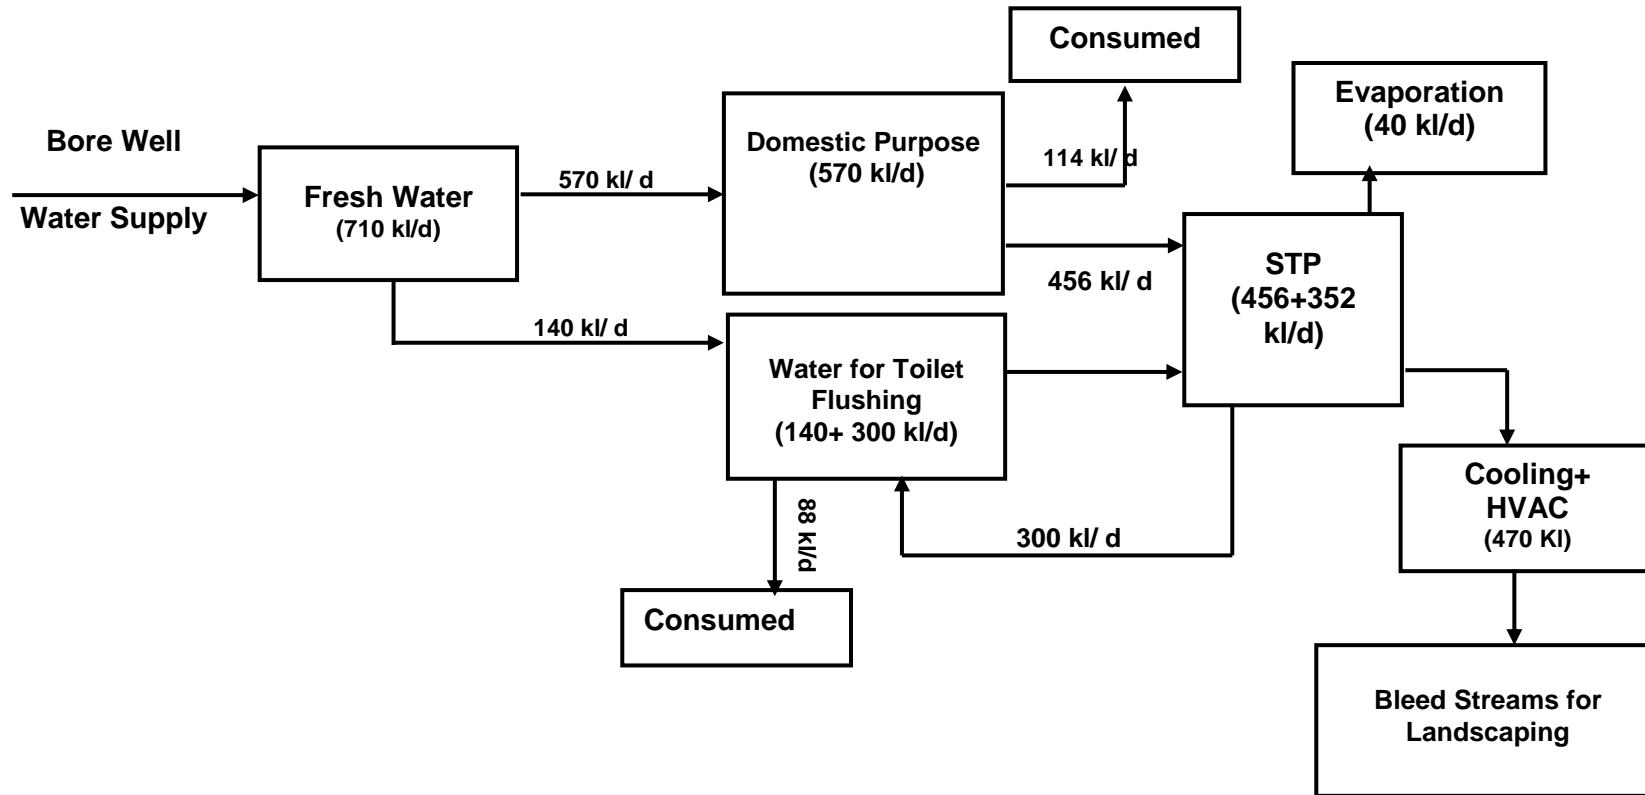 Consumed
Evaporation
(40 kl/d)
Bore Well
Water Supply
Fresh Water
(710 kl/d)
570 kl/ d
Domestic Purpose
(570 kl/d)
114 kl/ d
456 kl/ d
STP
(456+352
kl/d)
140 kl/ d
Water for Toilet
Flushing
(140+ 300 kl/d)
88 kl/d
300 kl/ d
Consumed
Cooling+
HVAC
(470 Kl)
Bleed Streams for
Landscaping